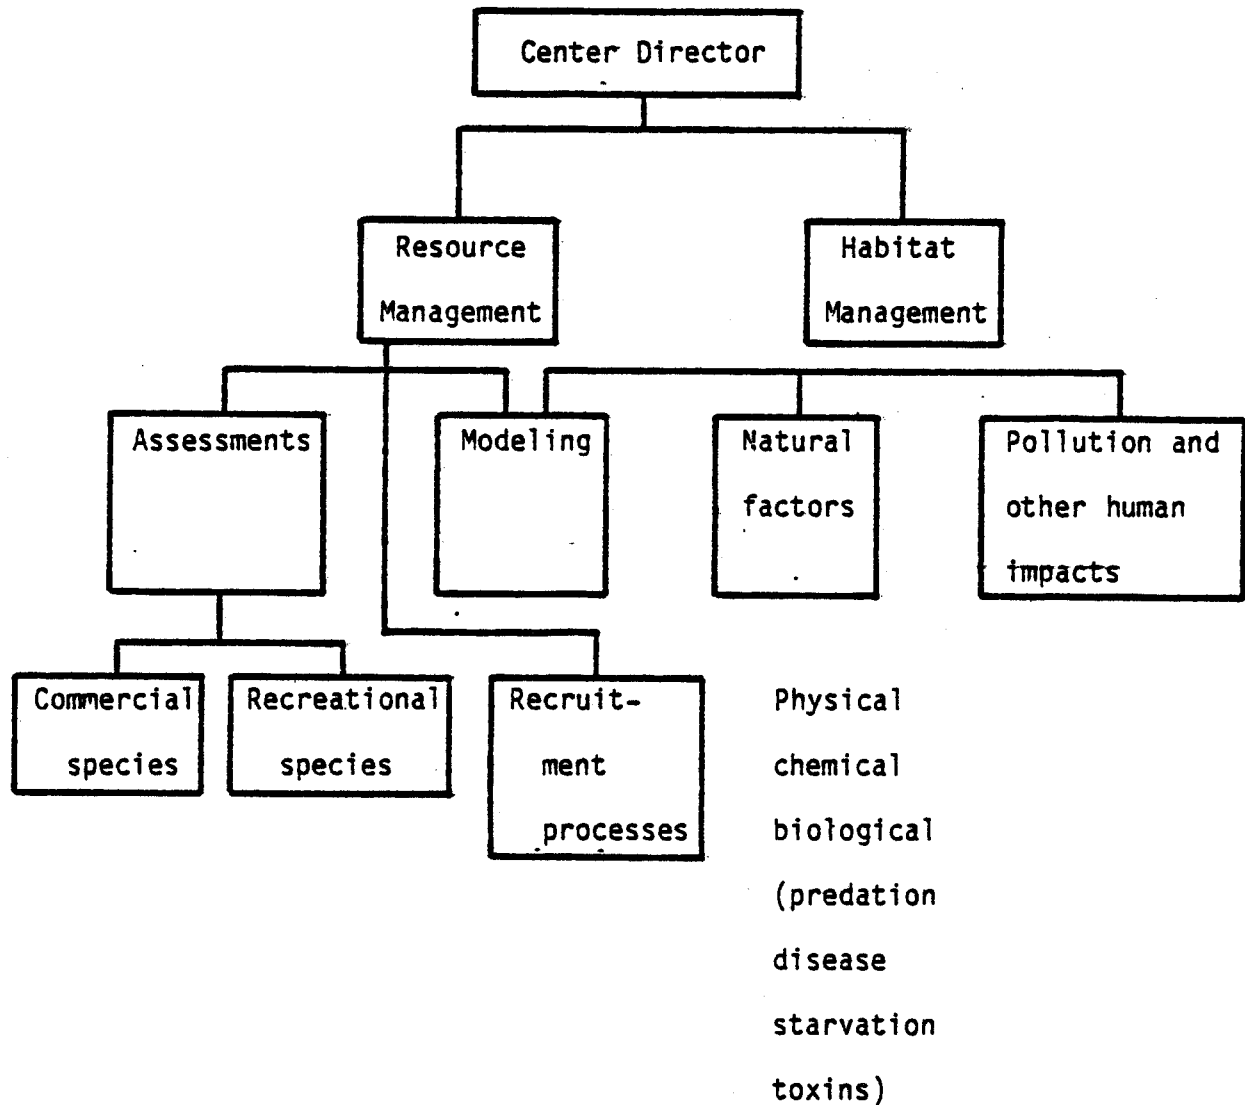 Center Director
Resource
Management
Habitat
Management
Assessments
Modeling
Natural
factors
Pollution and
other human
impacts
Commercial
species
Recreational
species
Recruit-
ment
processes
Physical
chemical
biological
(predation
disease
starvation
toxins)